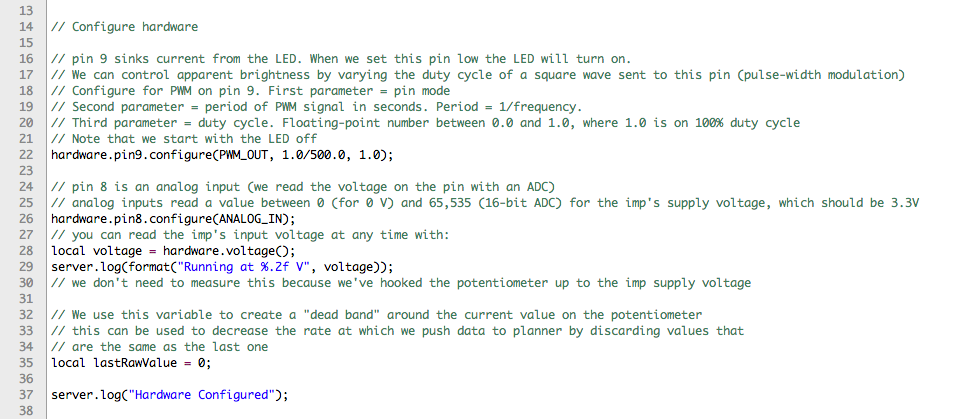 13
14 // Configure hardware
15
16 // pin 9 sinks current from the LED. When we set this pin low the LED will turn on.
17 // We can control apparent brightness by varying the duty cycle of a square wave sent to this pin (pulse-width modulation)
18 // Configure for PWM on pin 9. First parameter = pin mode
19 // Second parameter = period of PWM signal in seconds. Period = 1/frequency.
20 // Third parameter = duty cycle. Floating-point number between 0.0 and 1.0, where 1.0 is on 100% duty cycle
21 // Note that we start with the LED off
22 hardware.pin9.configure(PWM_OUT, 1.0/500.0, 1.0);
23
24 // pin 8 is an analog input (we read the voltage on the pin with an ADC)
25 // analog inputs read a value between 0 (for 0 V) and 65,535 (16-bit ADC) for the imp's supply voltage, which should be 3.3V
26 hardware.pin8.configure(ANALOG_IN);
27 // you can read the imp's input voltage at any time with:
28 local voltage = hardware.voltage();
29 server.log(format("Running at %.2f V", voltage));
30 // we don't need to measure this because we've hooked the potentiometer up to the imp supply voltage
31
32 // We use this variable to create a "dead band" around the current value on the potentiometer
33 // this can be used to decrease the rate at which we push data to planner by discarding values that
34 // are the same as the last one
35 local lastRawValue = 0;
36
37 server.log("Hardware Configured");
38